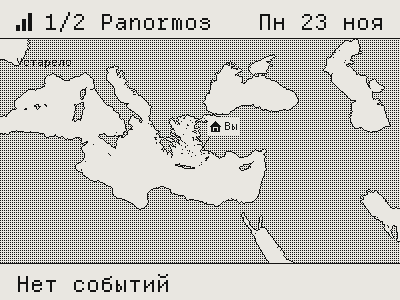 1/2 Panormos Пн 23 ноя
Устарело
Вы
Нет событий